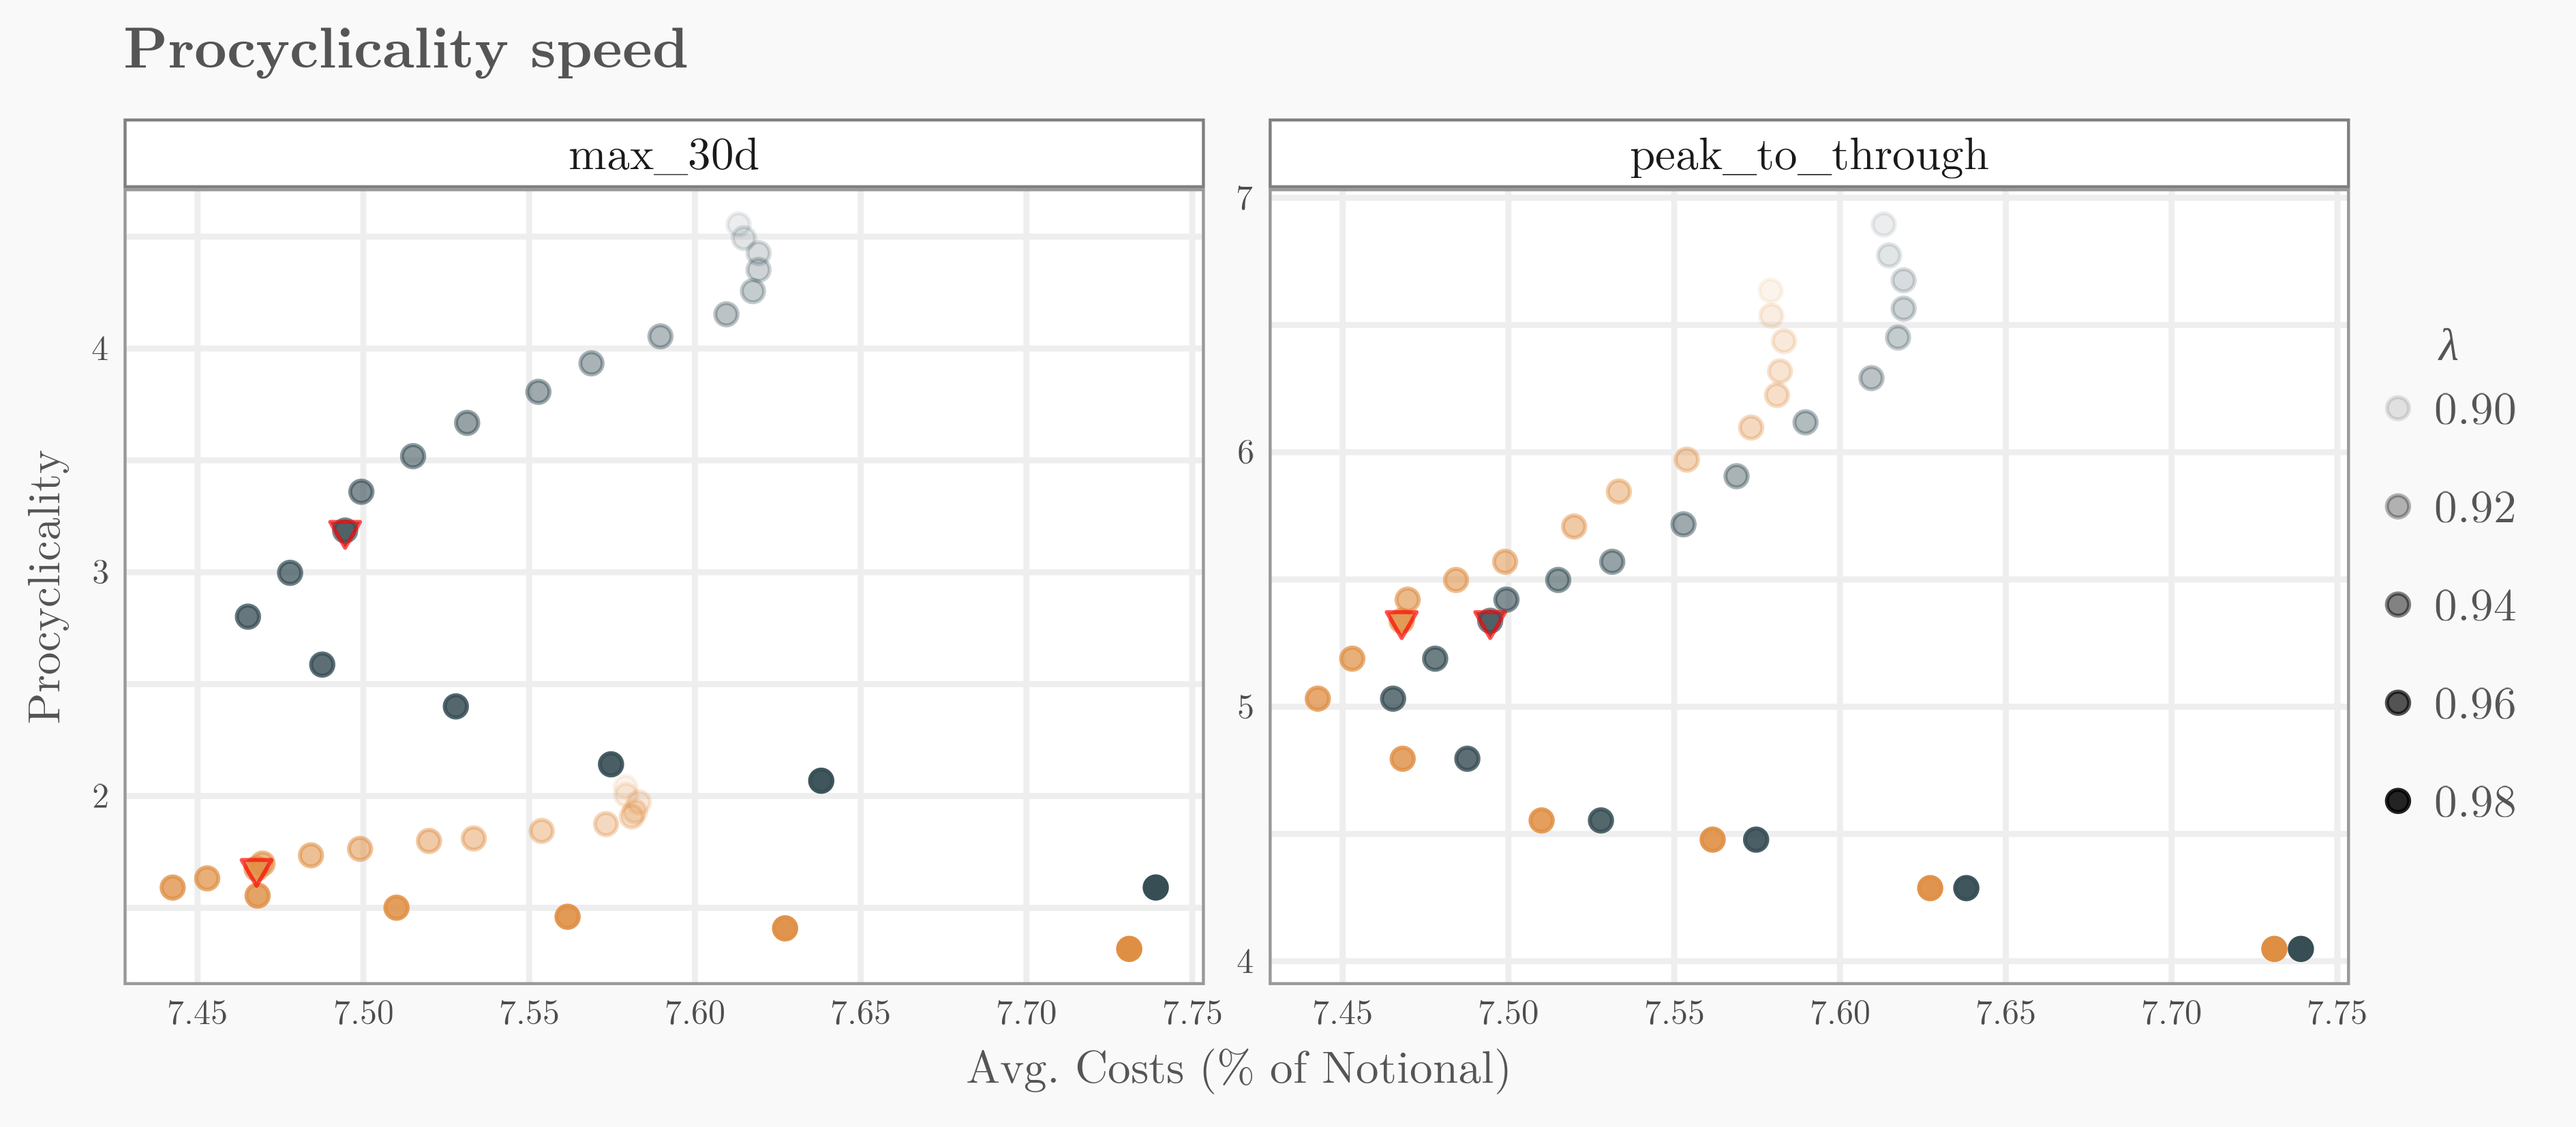 Procyclicality speed
max_30d
peak_to_through
Procyclicality
4
3
2
7
6
5
4
7.45 7.50 7.55 7.60 7.65 7.70 7.75
7.45 7.50 7.55 7.60 7.65 7.70 7.75
Avg. Costs (% of Notional)
λ
0.90
0.92
0.94
0.96
0.98